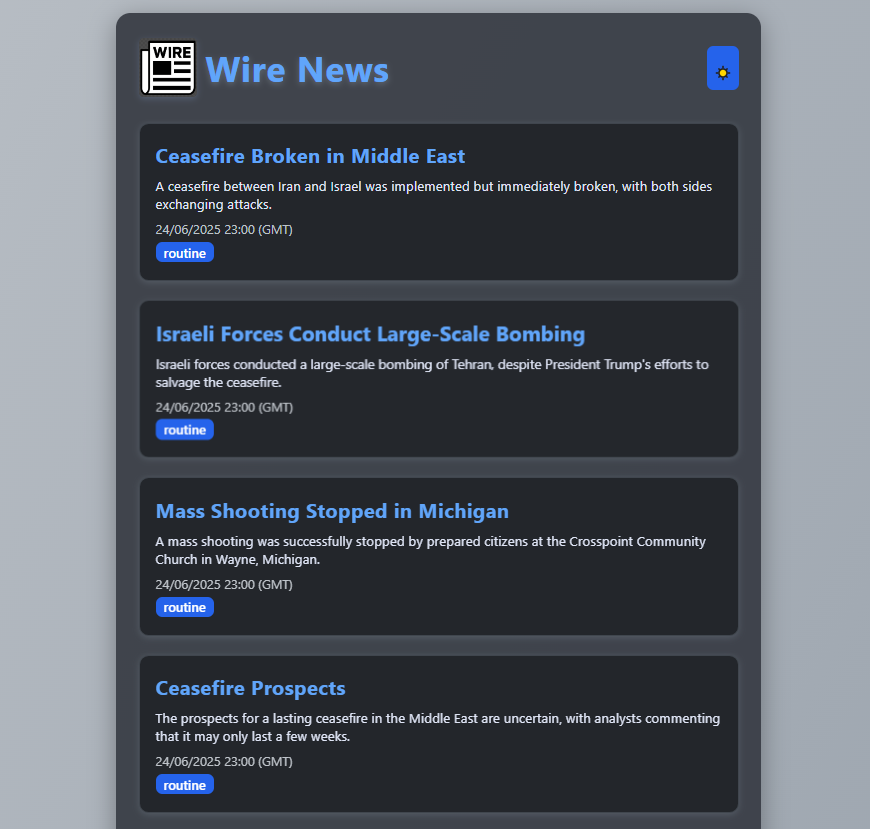 WIRE
Wire News
Ceasefire Broken in Middle East
A ceasefire between Iran and Israel was implemented but immediately broken, with both sides
exchanging attacks.
24/06/2025 23:00 (GMT)
routine
Israeli Forces Conduct Large-Scale Bombing
Israeli forces conducted a large-scale bombing of Tehran, despite President Trump's efforts to
salvage the ceasefire.
24/06/2025 23:00 (GMT)
routine
Mass Shooting Stopped in Michigan
A mass shooting was successfully stopped by prepared citizens at the Crosspoint Community
Church in Wayne, Michigan.
24/06/2025 23:00 (GMT)
routine
Ceasefire Prospects
The prospects for a lasting ceasefire in the Middle East are uncertain, with analysts commenting
that it may only last a few weeks.
24/06/2025 23:00 (GMT)
routine